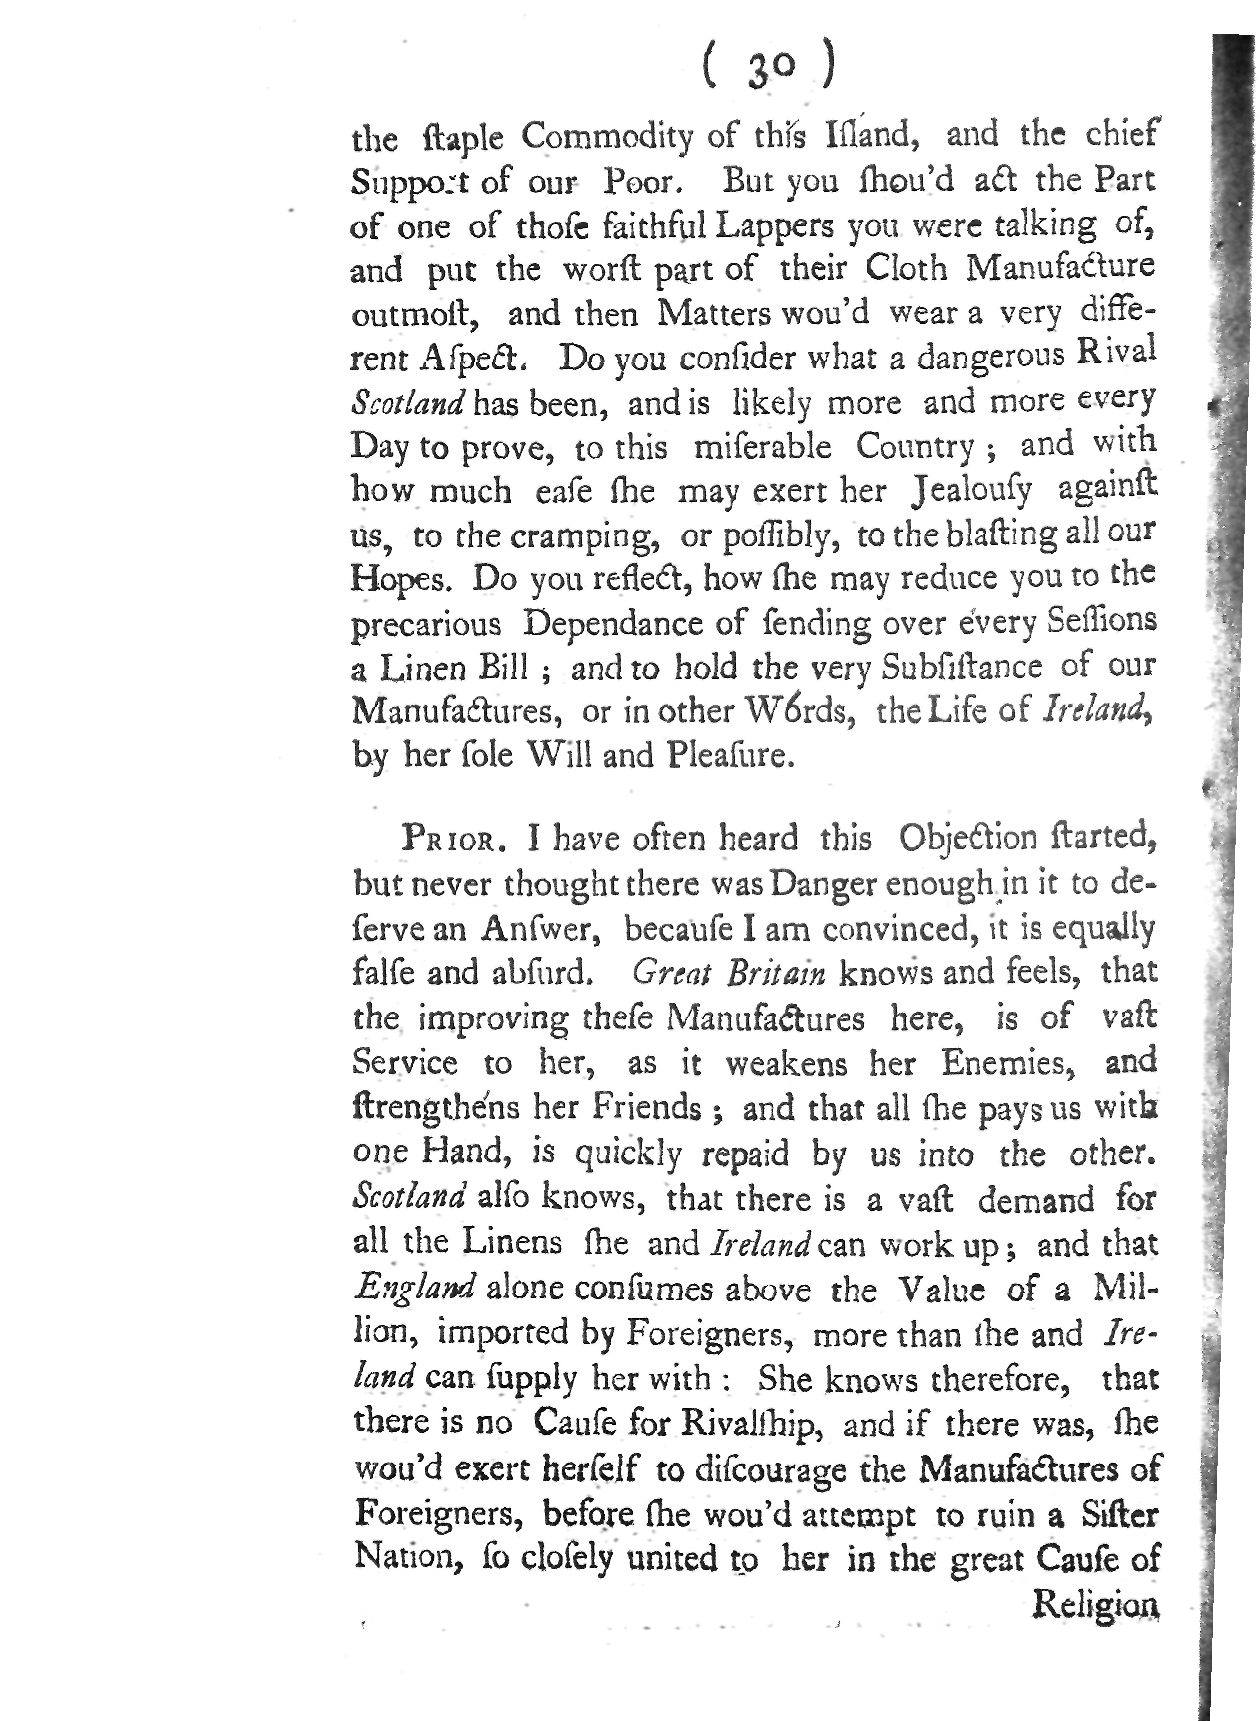 ( 30 )
the ſtaple Commodity of this Iſland, and the chief
Support of our Poor. But you ſhou'd act the Part
of one of thoſe faithful Lappers you were talking of,
and put the worſt part of their Cloth Manufacture
outmoſt, and then Matters wou'd wear a very diffe-
rent Aſpect. Do you conſider what a dangerous Rival
Scotland has been, and is likely more and more every
Day to prove, to this miſerable Country ; and with
how much eaſe ſhe may exert her Jealouſy againſt
us, to the cramping, or poſſibly, to the blaſting all our
Hopes. Do you reflect, how ſhe may reduce you to the
precarious Dependance of ſending over every Seſſions
a Linen Bill ; and to hold the very Subſiſtance of our
Manufactures, or in other Words, the Life of Ireland,
by her ſole Will and Pleaſure.
PRIOR. I have often heard this Objection ſtarted,
but never thought there was Danger enough in it to de-
ſerve an Anſwer, becauſe I am convinced, it is equally
falſe and abſurd. Great Britain knows and feels, that
the improving theſe Manufactures here, is of vaſt
Service to her, as it weakens her Enemies, and
ſtrengthens her Friends ; and that all ſhe pays us with
one Hand, is quickly repaid by us into the other.
Scotland alſo knows, that there is a vaſt demand for
all the Linens ſhe and Ireland can work up ; and that
England alone conſumes above the Value of a Mil-
lion, imported by Foreigners, more than ſhe and Ire-
land can ſupply her with : She knows therefore, that
there is no Cauſe for Rivalſhip, and if there was, ſhe
wou'd exert herſelf to diſcourage the Manufactures of
Foreigners, before ſhe wou'd attempt to ruin a Siſter
Nation, ſo cloſely united to her in the great Cauſe of
Religion